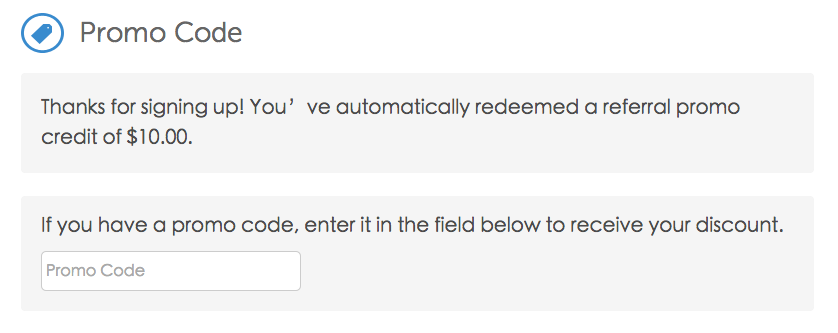 Promo Code
Thanks for signing up! You’ ve automatically redeemed a referral promo
credit of $10.00.
If you have a promo code, enter it in the field below to receive your discount.
Promo Code